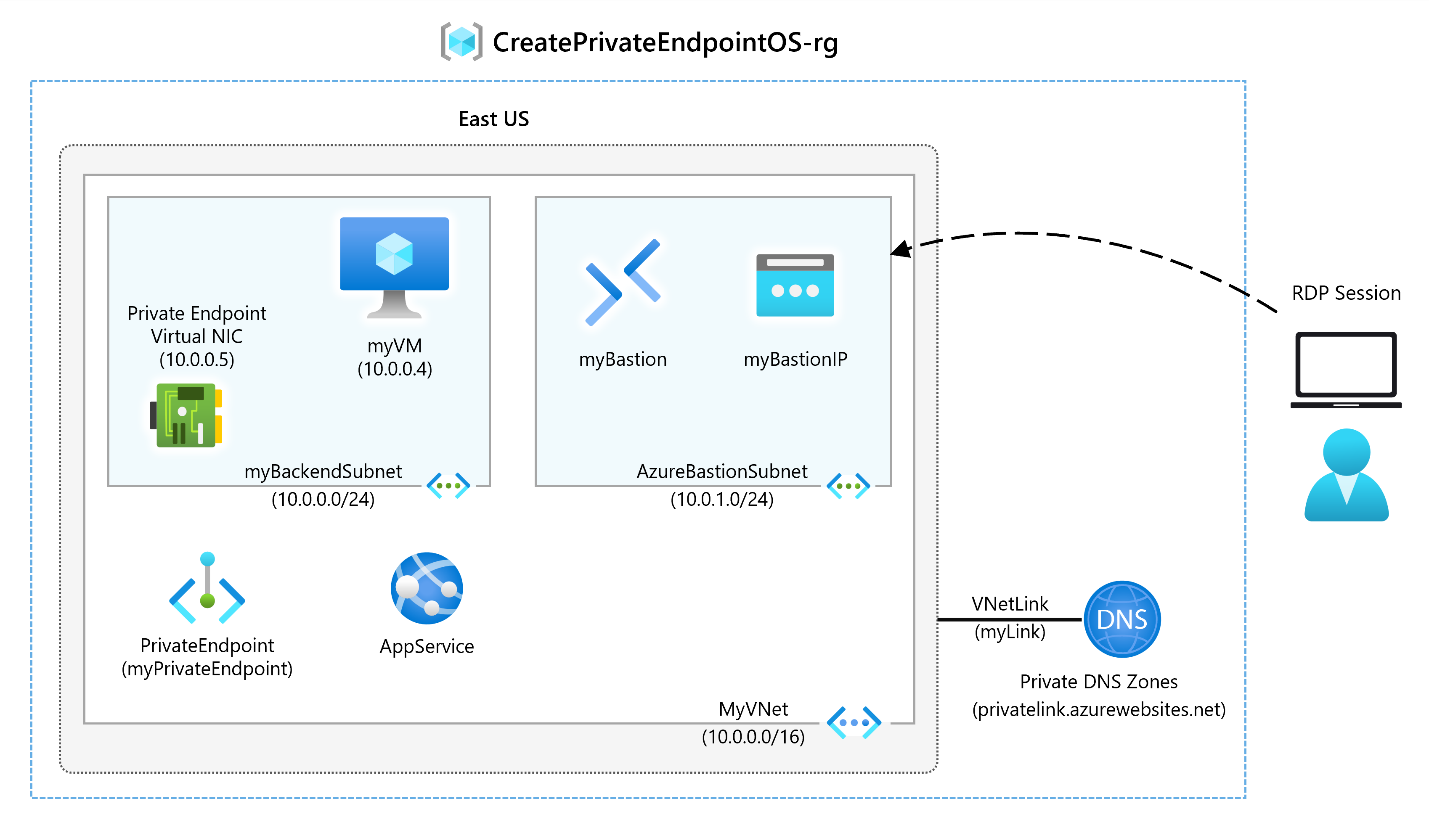 CreatePrivateEndpointOS-rg
East US
Private Endpoint
Virtual NIC
(10.0.0.5)
myVM
(10.0.0.4)
myBackendSubnet
(10.0.0.0/24)
myBastion
myBastionIP
AzureBastionSubnet
(10.0.1.0/24)
RDP Session
PrivateEndpoint
(myPrivateEndpoint)
AppService
MyVNet
(10.0.0.0/16)
VNetLink
(myLink)
DNS
Private DNS Zones
(privatelink.azurewebsites.net)